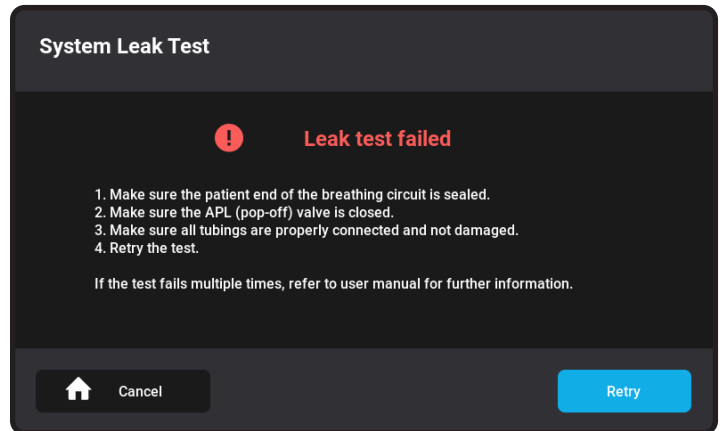 System Leak Test
Leak test failed
1. Make sure the patient end of the breathing circuit is sealed.
2. Make sure the APL (pop-off) valve is closed.
3. Make sure all tubings are properly connected and not damaged.
4. Retry the test.
If the test fails multiple times, refer to user manual for further information.
Cancel
Retry